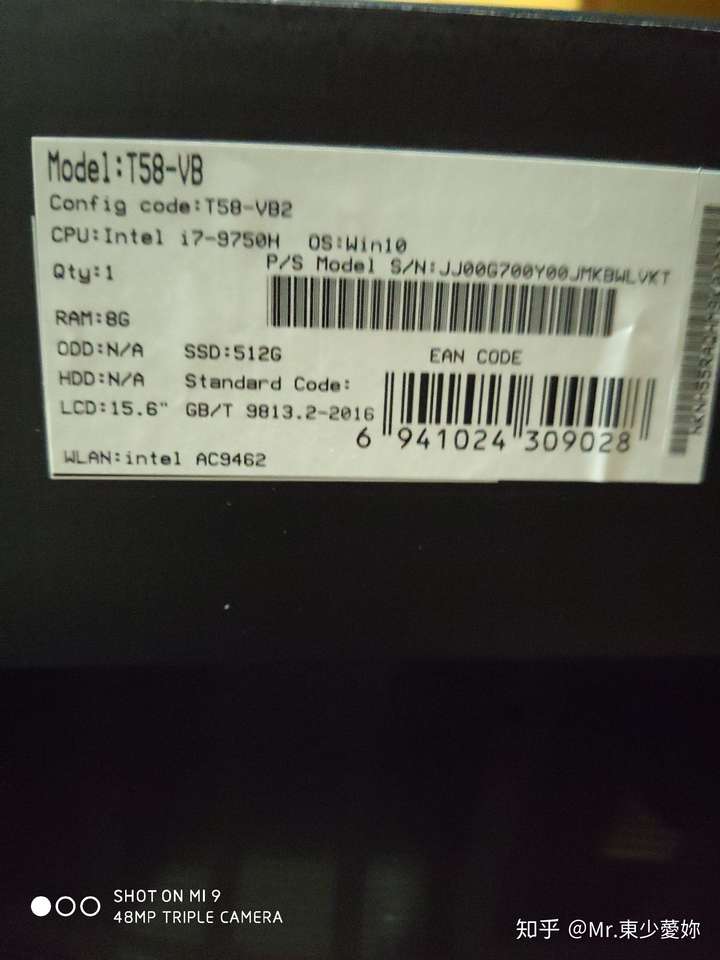 Model:T58-VB
Config code:T58-VB2
CPU:Intel i7-9750H OS:Win10
Qty:1
P/S Model S/N:JJ00G700Y00JMKBWLVKT
RAM:8G
ODD:N/A SSD:512G EAN CODE
HDD:N/A Standard Code:
LCD:15.6" GB/T 9813.2-2016
6 941024 309028
WLAN:intel AC9462
SHOT ON MI 9
48MP TRIPLE CAMERA
知乎 @Mr.東少薆妳